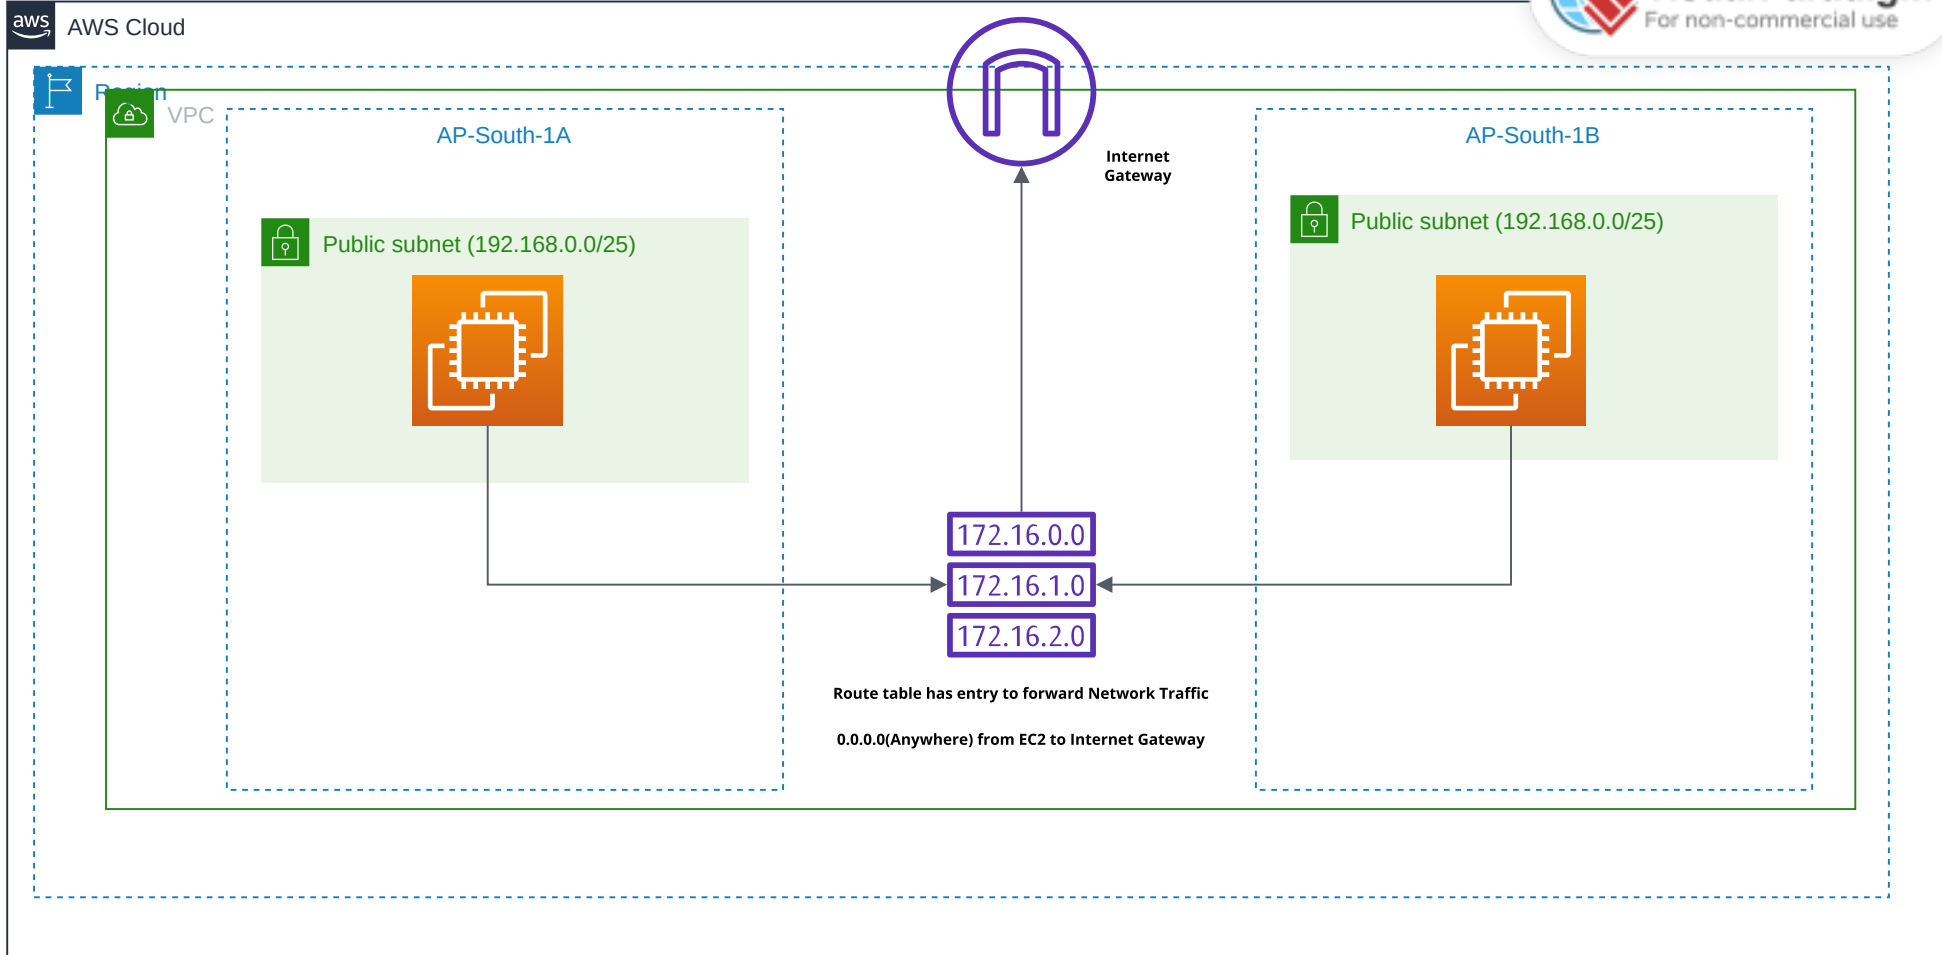 aws AWS Cloud
For non-commercial use
Region
VPC
AP-South-1A
AP-South-1B
Internet
Gateway
Public subnet (192.168.0.0/25)
Public subnet (192.168.0.0/25)
172.16.0.0
172.16.1.0
172.16.2.0
Route table has entry to forward Network Traffic
0.0.0.0(Anywhere) from EC2 to Internet Gateway